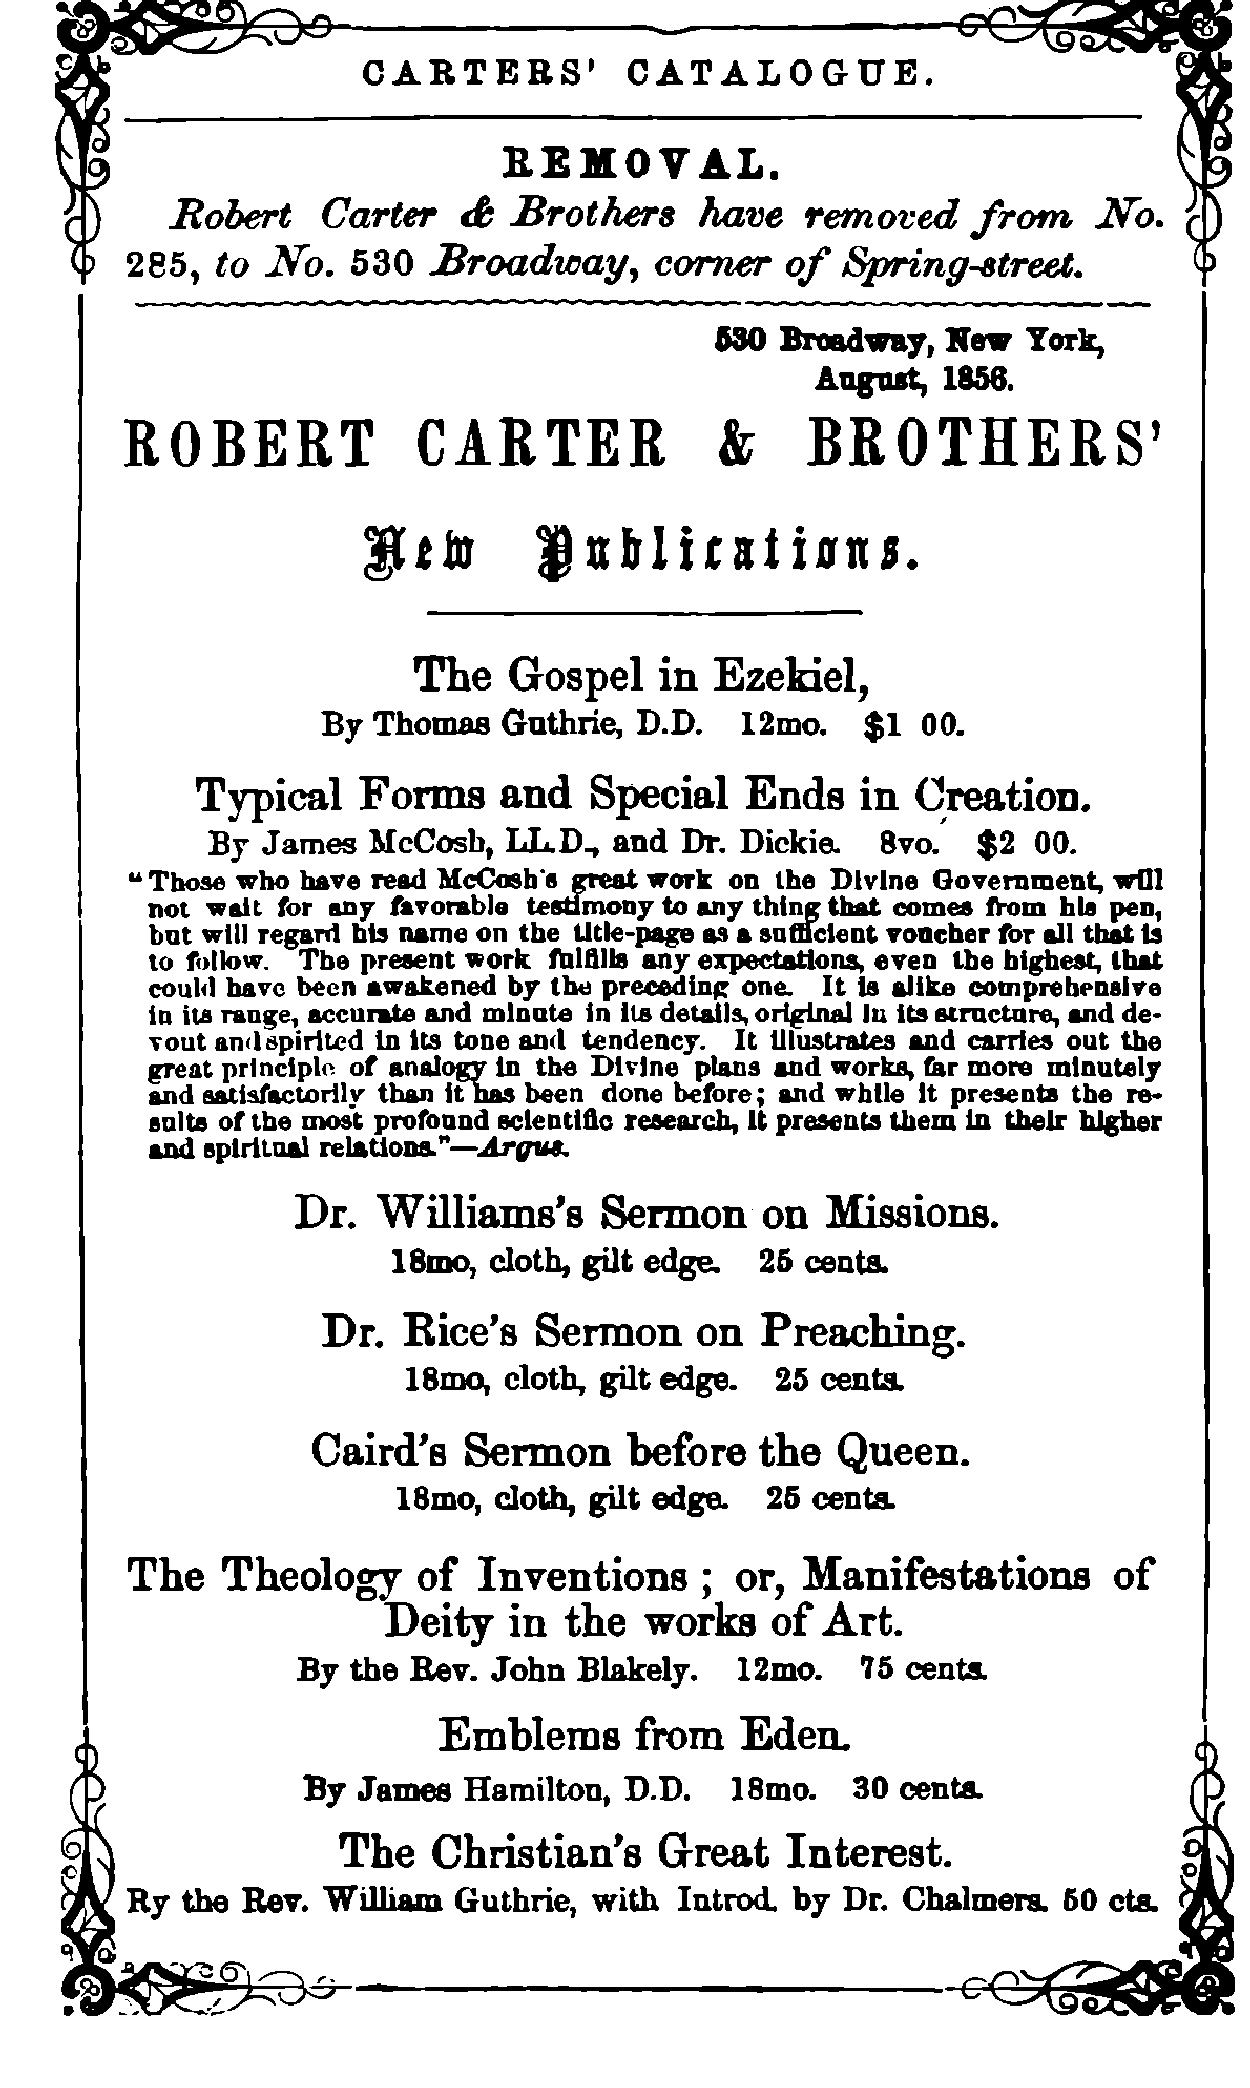 CARTERS' CATALOGUE.
REMOVAL.
Robert Carter & Brothers have removed from No.
285, to No. 530 Broadway, corner of Spring-street.
530 Broadway, New York,
August, 1856.
ROBERT CARTER & BROTHERS'
New Publications.
The Gospel in Ezekiel,
By Thomas Guthrie, D.D. 12mo. $1 00.
Typical Forms and Special Ends in Creation.
By James McCosh, LL.D., and Dr. Dickie. 8vo. $2 00.
"Those who have read McCosh's great work on the Divine Government, will
not wait for any favorable testimony to any thing that comes from his pen,
but will regard his name on the title-page as a sufficient voucher for all that is
to follow. The present work fulfills any expectations, even the highest, that
could have been awakened by the preceding one. It is alike comprehensive
in its range, accurate and minute in its details, original in its structure, and de-
vout and spirited in its tone and tendency. It illustrates and carries out the
great principle of analogy in the Divine plans and works, far more minutely
and satisfactorily than it has been done before; and while it presents the re-
sults of the most profound scientific research, it presents them in their higher
and spiritual relations."—Argus.
Dr. Williams's Sermon on Missions.
18mo, cloth, gilt edge. 25 cents.
Dr. Rice's Sermon on Preaching.
18mo, cloth, gilt edge. 25 cents.
Caird's Sermon before the Queen.
18mo, cloth, gilt edge. 25 cents.
The Theology of Inventions; or, Manifestations of
Deity in the works of Art.
By the Rev. John Blakely. 12mo. 75 cents.
Emblems from Eden.
By James Hamilton, D.D. 18mo. 30 cents.
The Christian's Great Interest.
Ry the Rev. William Guthrie, with Introd. by Dr. Chalmers. 50 cts.